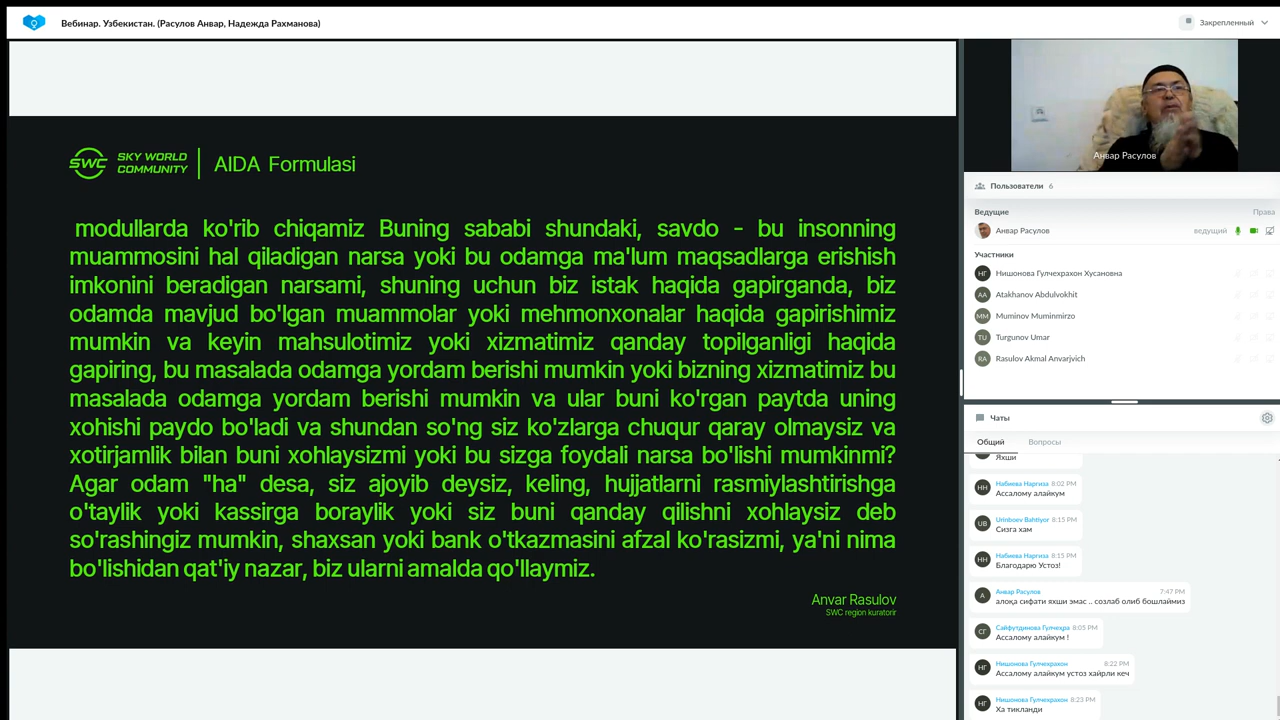 Вебинар. Узбекистан. (Расулов Анвар, Надежда Рахманова)
Закрепленный
SWC
SKY WORLD
COMMUNITY
AIDA Formulasi
modullarda ko'rib chiqamiz Buning sababi shundaki, savdo - bu insonning
muammosini hal qiladigan narsa yoki bu odamga ma'lum maqsadlarga erishish
imkonini beradigan narsami, shuning uchun biz istak haqida gapirganda, biz
odamda mavjud bo'lgan muammolar yoki mehmonxonalar haqida gapirishimiz
mumkin va keyin mahsulotimiz yoki xizmatimiz qanday topilganligi haqida
gapiring, bu masalada odamga yordam berishi mumkin yoki bizning xizmatimiz bu
masalada odamga yordam berishi mumkin va ular buni ko'rgan paytda uning
xohishi paydo bo'ladi va shundan so'ng siz ko'zlarga chuqur qaray olmaysiz va
xotirjamlik bilan buni xohlaysizmi yoki bu sizga foydali narsa bo'lishi mumkinmi?
Agar odam "ha" desa, siz ajoyib deysiz, keling, hujjatlarni rasmiylashtirishga
o'taylik yoki kassirga boraylik yoki siz buni qanday qilishni xohlaysiz deb
so'rashingiz mumkin, shaxsan yoki bank o'tkazmasini afzal ko'rasizmi, ya'ni nima
bo'lishidan qat'iy nazar, biz ularni amalda qo'llaymiz.
Anvar Rasulov
SWC region kuratorir
Анвар Расулов
Пользователи 6
Ведущие Права
Анвар Расулов ведущий
Участники
НГ Нишонова Гулчехрахон Хусановна
AA Atakhanov Abdulvokhit
MM Muminov Muminmirzo
TU Turgunov Umar
RA Rasulov Akmal Anvarjvich
Чаты
Общий Вопросы
Яхши
НН Набиева Наргиза 8:02 PM
Ассалому алайкум
UB Urinboev Bahtiyor 8:15 PM
Сизга хам
НН Набиева Наргиза 8:15 PM
Благодарю Устоз!
А Анвар Расулов 7:47 PM
алоқа сифати яхши эмас .. созлаб олиб бошлаймиз
СГ Сайфутдинова Гулчеҳра 8:05 PM
Ассалому алайкум !
НГ Нишонова Гулчехрахон 8:22 PM
Ассалому алайкум устоз хайрли кеч
НГ Нишонова Гулчехрахон 8:23 PM
Ха тикланди